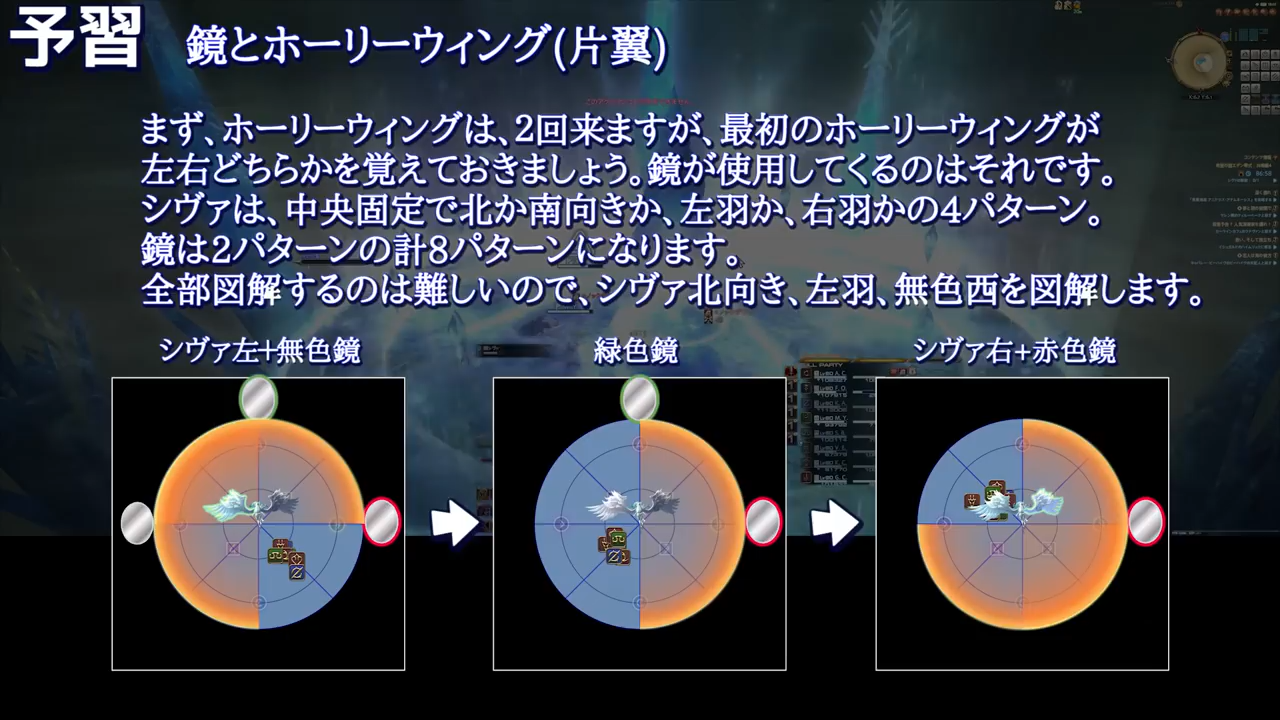 予習
鏡とホーリーウィング(片翼)
まず、ホーリーウィングは、2回来ますが、最初のホーリーウィングが
左右どちらかを覚えておきましょう。鏡が使用してくるのはそれです。
シヴァは、中央固定で北か南向きか、左羽か、右羽かの4パターン。
鏡は2パターンの計8パターンになります。
全部図解するのは難しいので、シヴァ北向き、左羽、無色西を図解します。
シヴァ左+無色鏡
緑色鏡
シヴァ右+赤色鏡